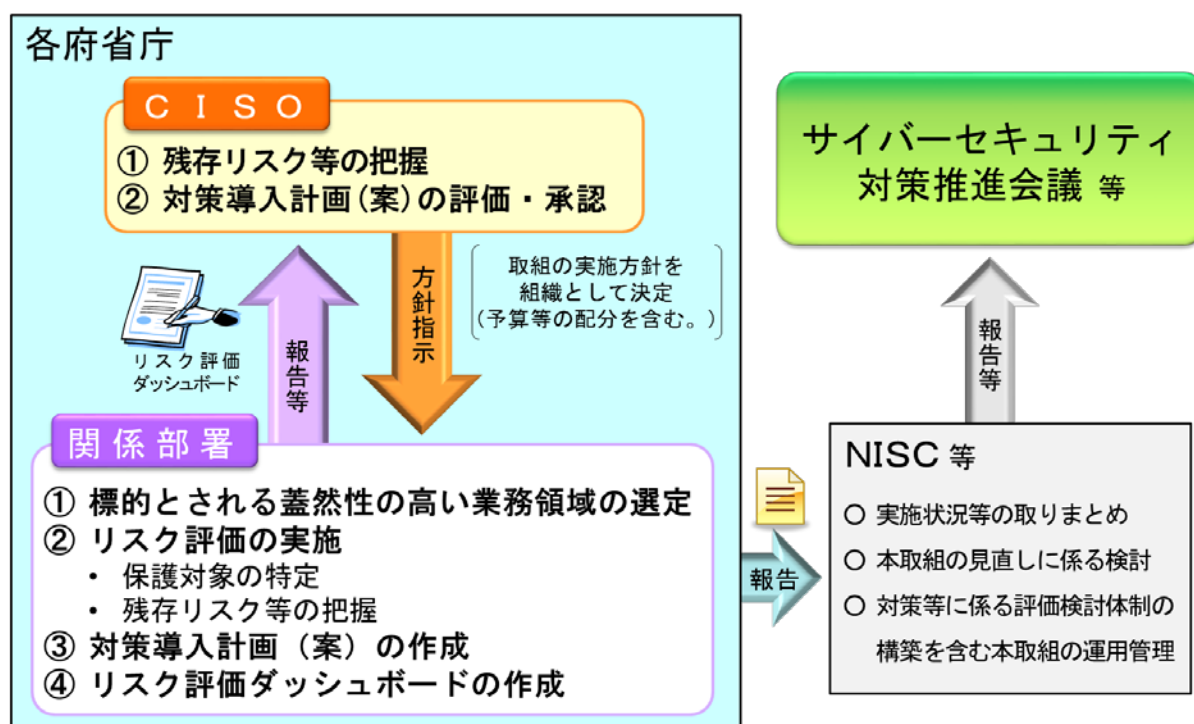 各府省庁
CISO
① 残存リスク等の把握
② 対策導入計画(案)の評価・承認
方針指示
取組の実施方針を
組織として決定
(予算等の配分を含む。)
リスク評価
ダッシュボード
報告等
関係部署
① 標的とされる蓋然性の高い業務領域の選定
② リスク評価の実施
・ 保護対象の特定
・ 残存リスク等の把握
③ 対策導入計画（案）の作成
④ リスク評価ダッシュボードの作成
報告
サイバーセキュリティ
対策推進会議 等
報告等
NISC 等
○ 実施状況等の取りまとめ
○ 本取組の見直しに係る検討
○ 対策等に係る評価検討体制の
構築を含む本取組の運用管理